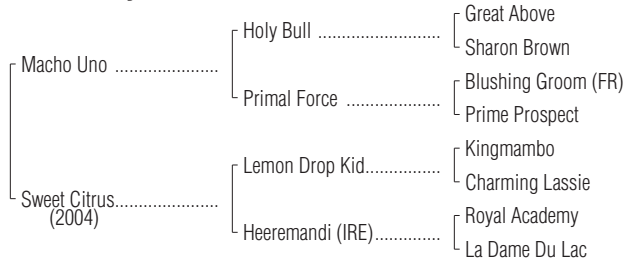 Great Above
Holy Bull ........................
Sharon Brown
Macho Uno .....................
Blushing Groom (FR)
Primal Force ...................
Prime Prospect
Kingmambo
Lemon Drop Kid...............
Charming Lassie
Sweet Citrus.....................
(2004)
Royal Academy
Heeremandi (IRE).............
La Dame Du Lac